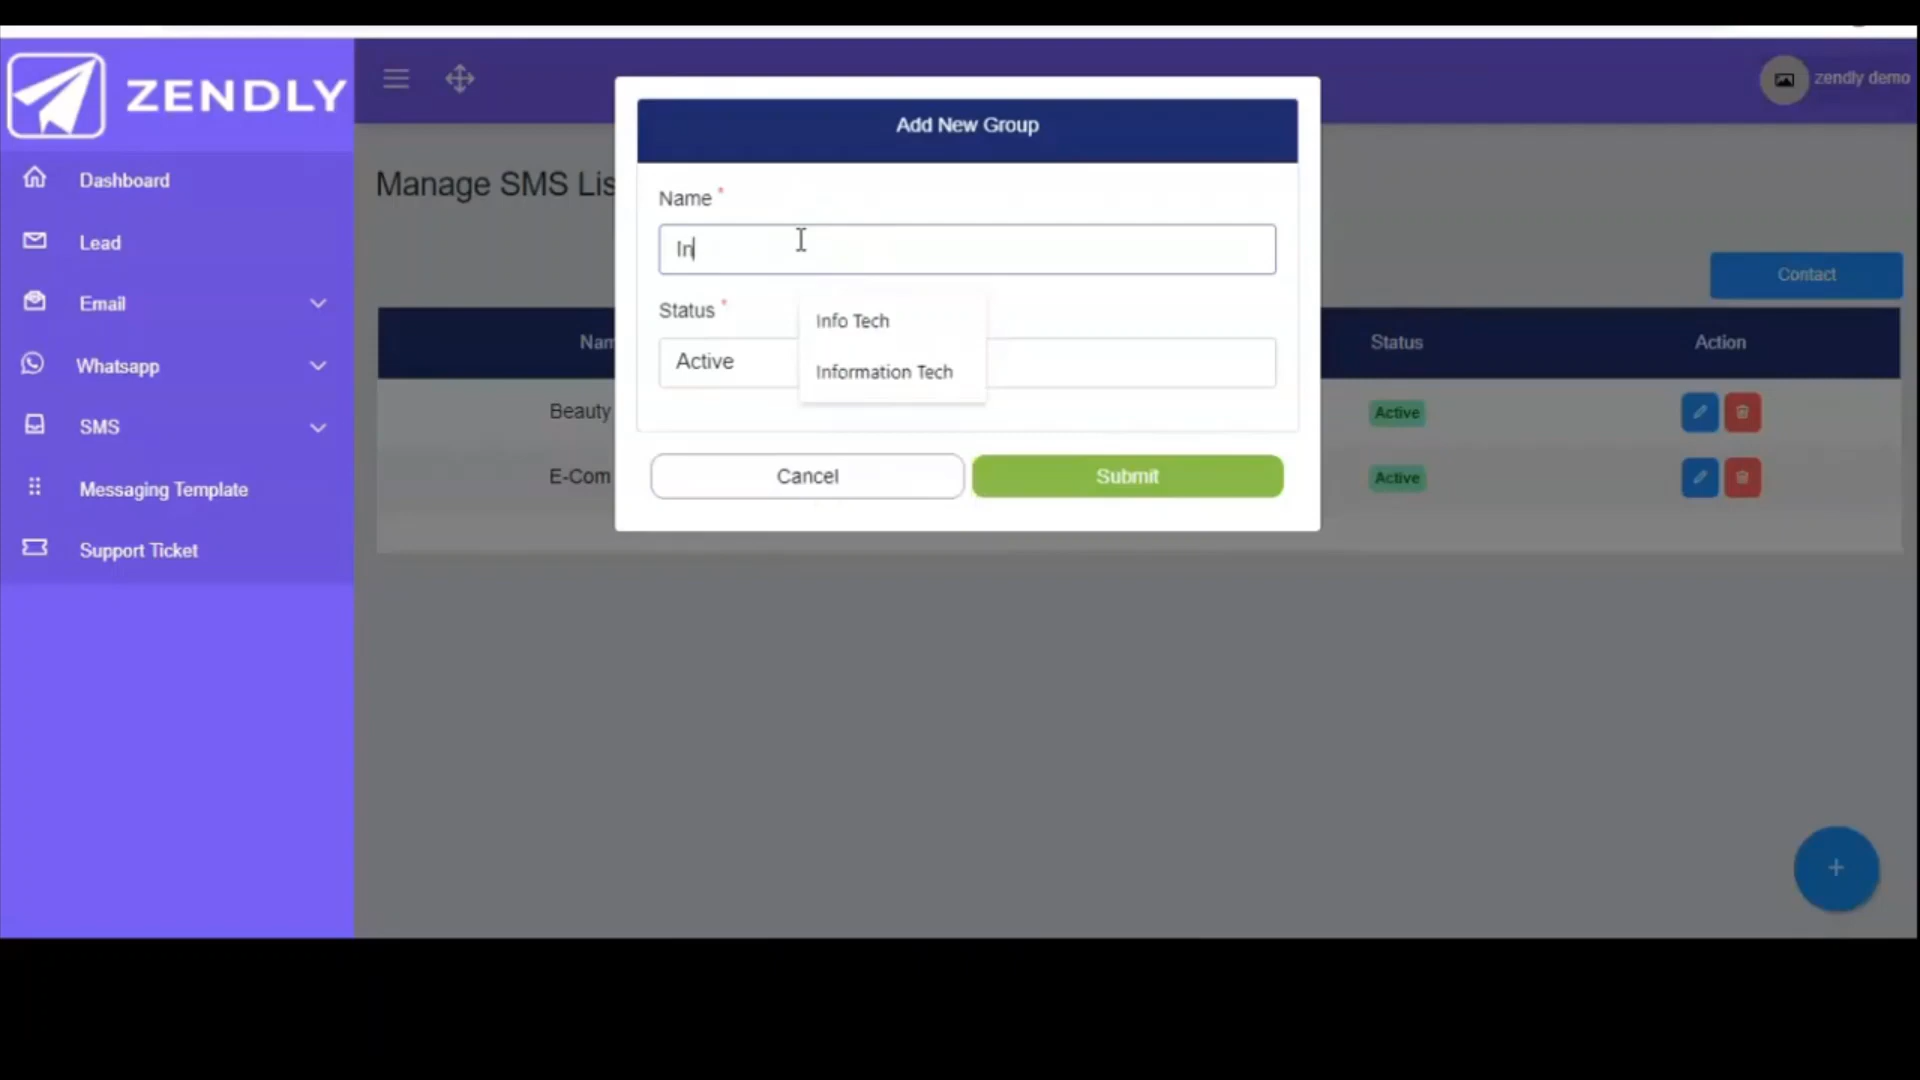 ZENDLY
zendly demo
Dashboard
Lead
Email
Whatsapp
SMS
Messaging Template
Support Ticket
Manage SMS Lis
Contact
Nam
Status
Action
Beauty
Active
E-Com
Active
Add New Group
Name *
In
Status *
Active
Info Tech
Information Tech
Cancel
Submit
+